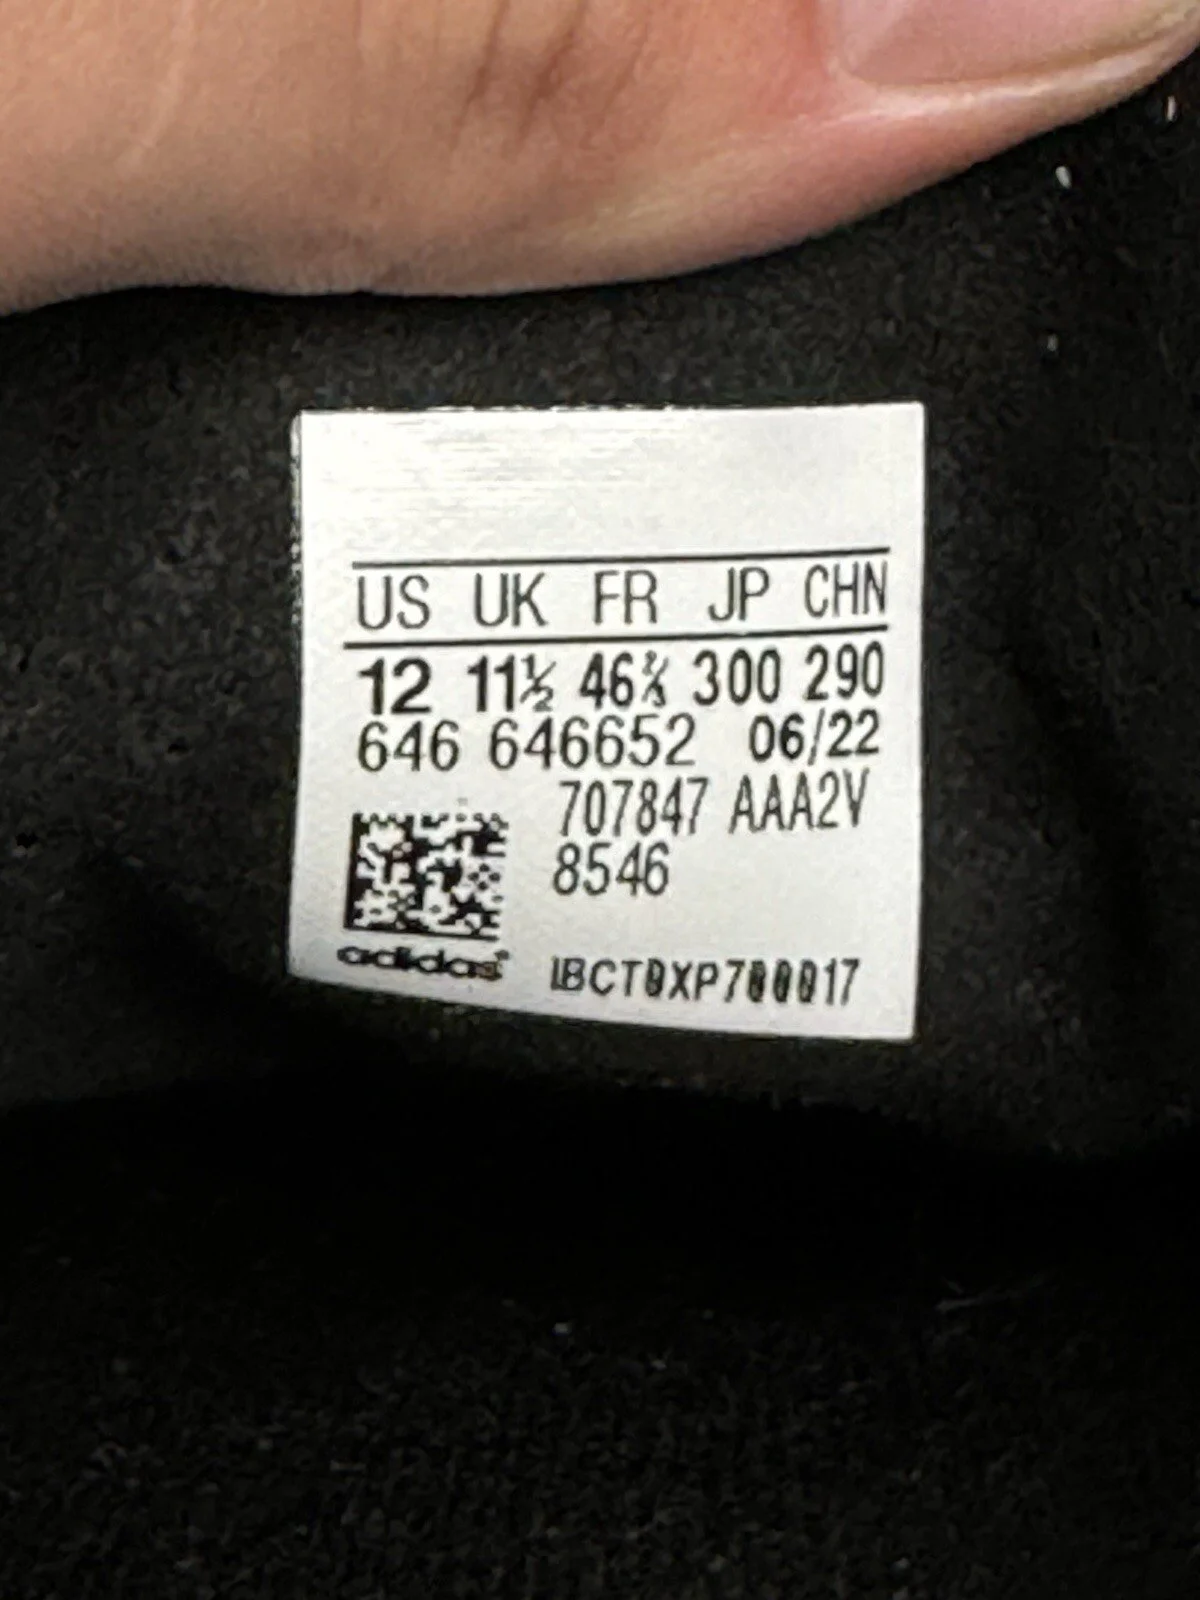 US UK FR JP CHN
12 11½ 46⅔ 300 290
646 646652 06/22
707847 AAA2V
8546
adidas